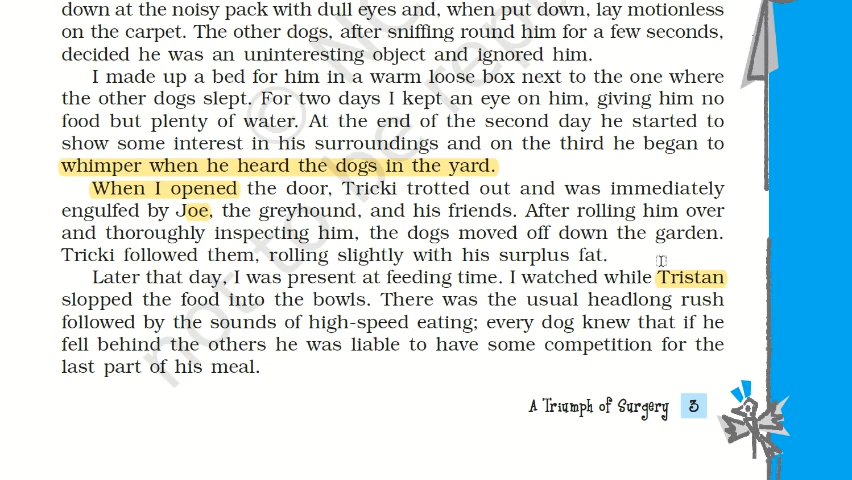 down at the noisy pack with dull eyes and, when put down, lay motionless
on the carpet. The other dogs, after sniffing round him for a few seconds,
decided he was an uninteresting object and ignored him.
I made up a bed for him in a warm loose box next to the one where
the other dogs slept. For two days I kept an eye on him, giving him no
food but plenty of water. At the end of the second day he started to
show some interest in his surroundings and on the third he began to
whimper when he heard the dogs in the yard.
When I opened the door, Tricki trotted out and was immediately
engulfed by Joe, the greyhound, and his friends. After rolling him over
and thoroughly inspecting him, the dogs moved off down the garden.
Tricki followed them, rolling slightly with his surplus fat.
Later that day, I was present at feeding time. I watched while Tristan
slopped the food into the bowls. There was the usual headlong rush
followed by the sounds of high-speed eating; every dog knew that if he
fell behind the others he was liable to have some competition for the
last part of his meal.
A Triumph of Surgery 3
not to be rep
© N